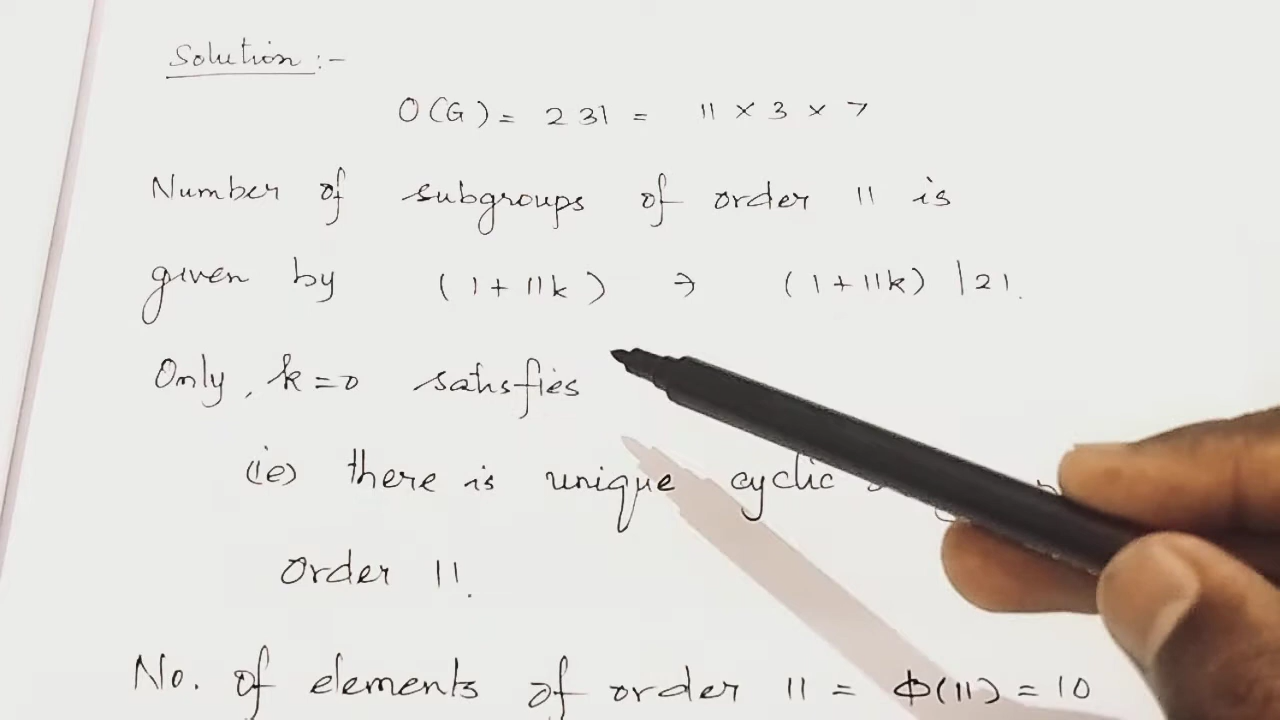 Solution :-
O(G) = 231 = 11 × 3 × 7
Number of subgroups of order 11 is
given by (1 + 11k) → (1 + 11k) | 21.
Only, k=0 satisfies
(ie) there is unique cyclic
order 11.
No. of elements of order 11 = Φ(11) = 10